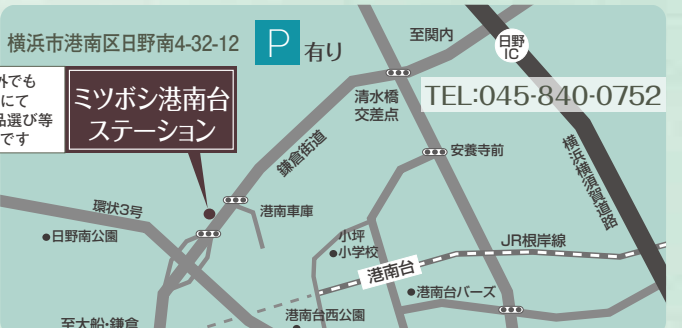 横浜市港南区日野南4-32-12
P有り
至関内
日野
IC
外でも
にて
品選び等
です
ミツボシ港南台
ステーション
清水橋
交差点
TEL:045-840-0752
鎌倉街道
安養寺前
横浜横須賀道路
環状3号
港南車庫
●日野南公園
小坪
●小学校
JR根岸線
港南台
●港南台バーズ
港南台西公園
至大船・鎌倉